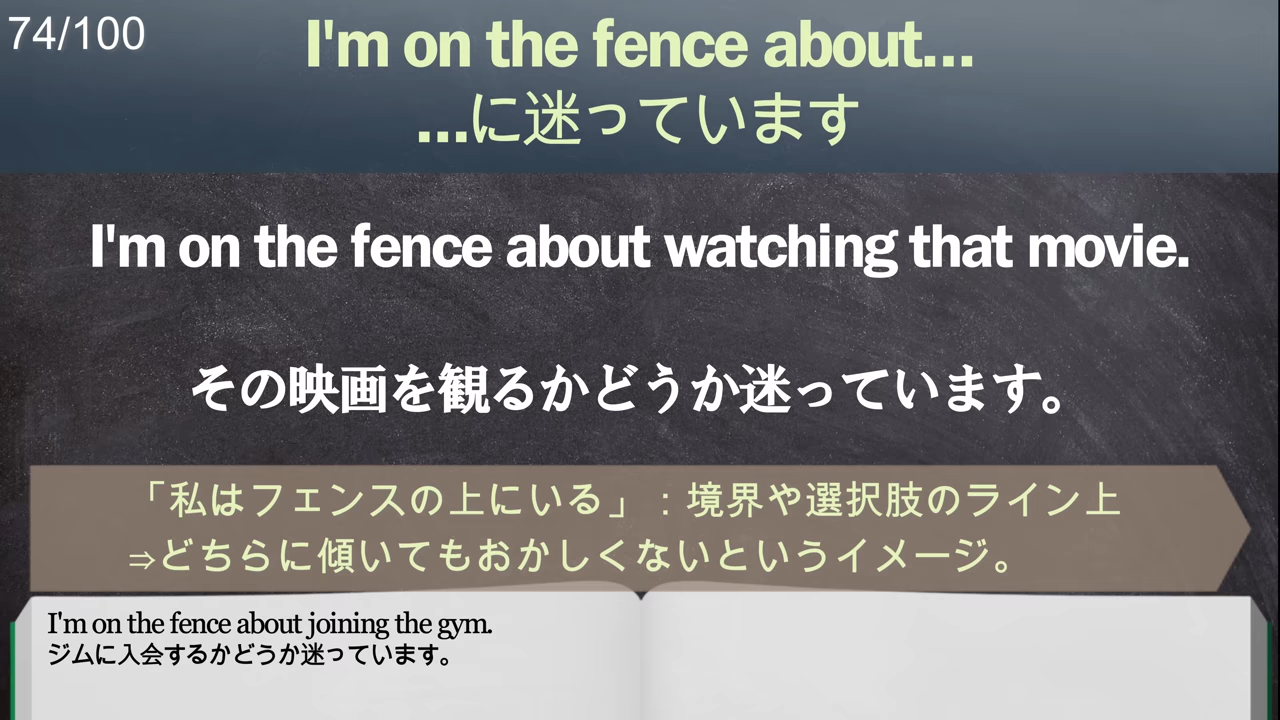 74/100
I'm on the fence about...
...に迷っています
I'm on the fence about watching that movie.
その映画を観るかどうか迷っています。
「私はフェンスの上にいる」：境界や選択肢のライン上
⇒どちらに傾いてもおかしくないというイメージ。
I'm on the fence about joining the gym.
ジムに入会するかどうか迷っています。